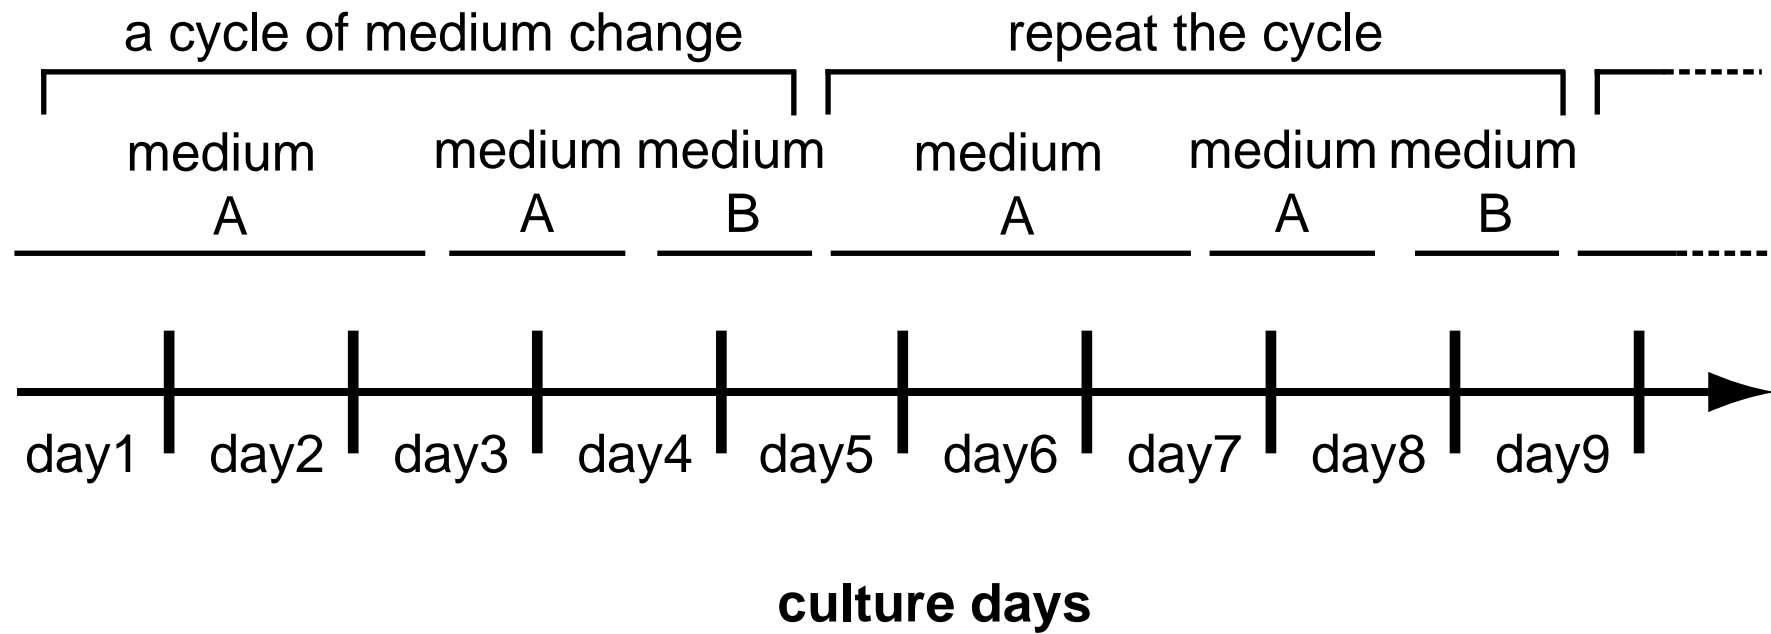 a cycle of medium change
repeat the cycle
medium
A
medium
A
medium
B
medium
A
medium
A
medium
B
day1
day2
day3
day4
day5
day6
day7
day8
day9
culture days